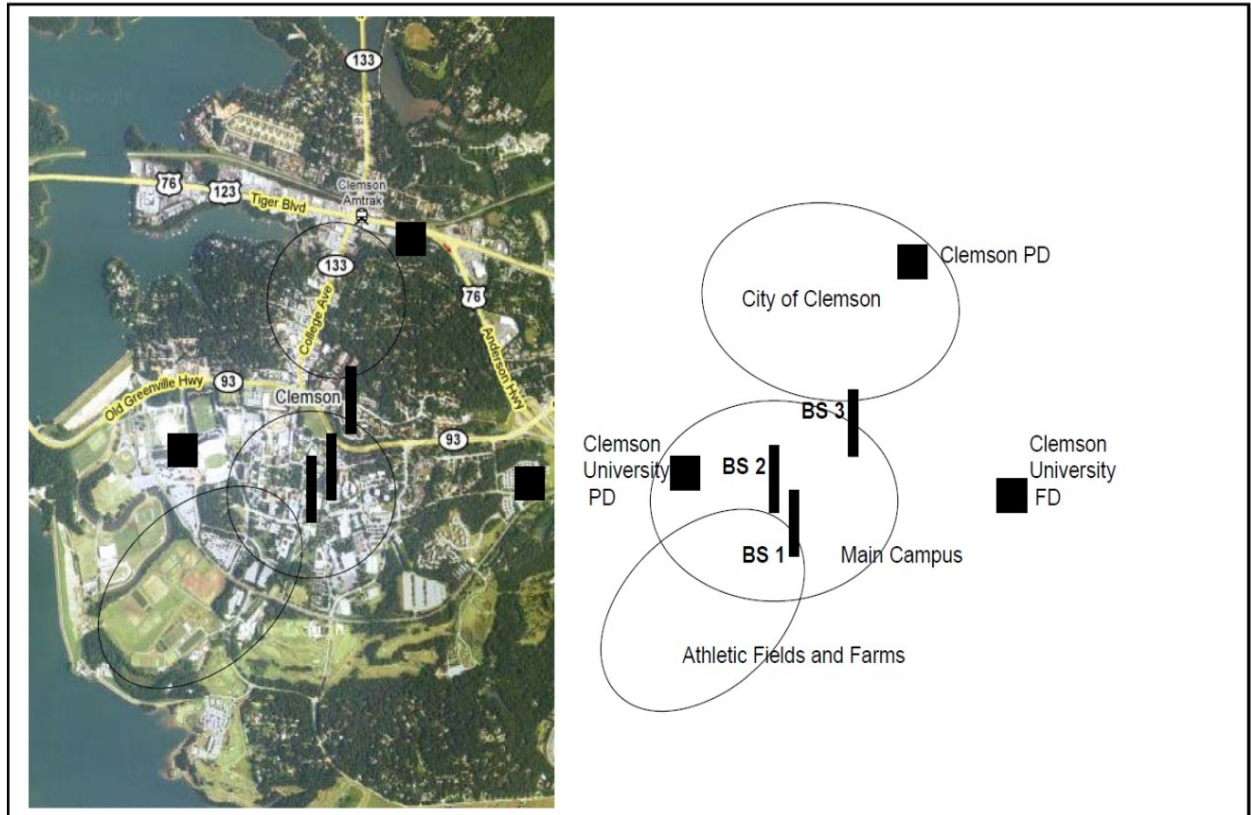 133
76
123
Tiger Blvd
Clemson
Amtrak
133
College Ave
76
Anderson Hwy
Old Greenville Hwy
93
Clemson
93
Clemson PD
City of Clemson
BS 3
Clemson
University
PD
BS 2
Clemson
University
FD
BS 1
Main Campus
Athletic Fields and Farms